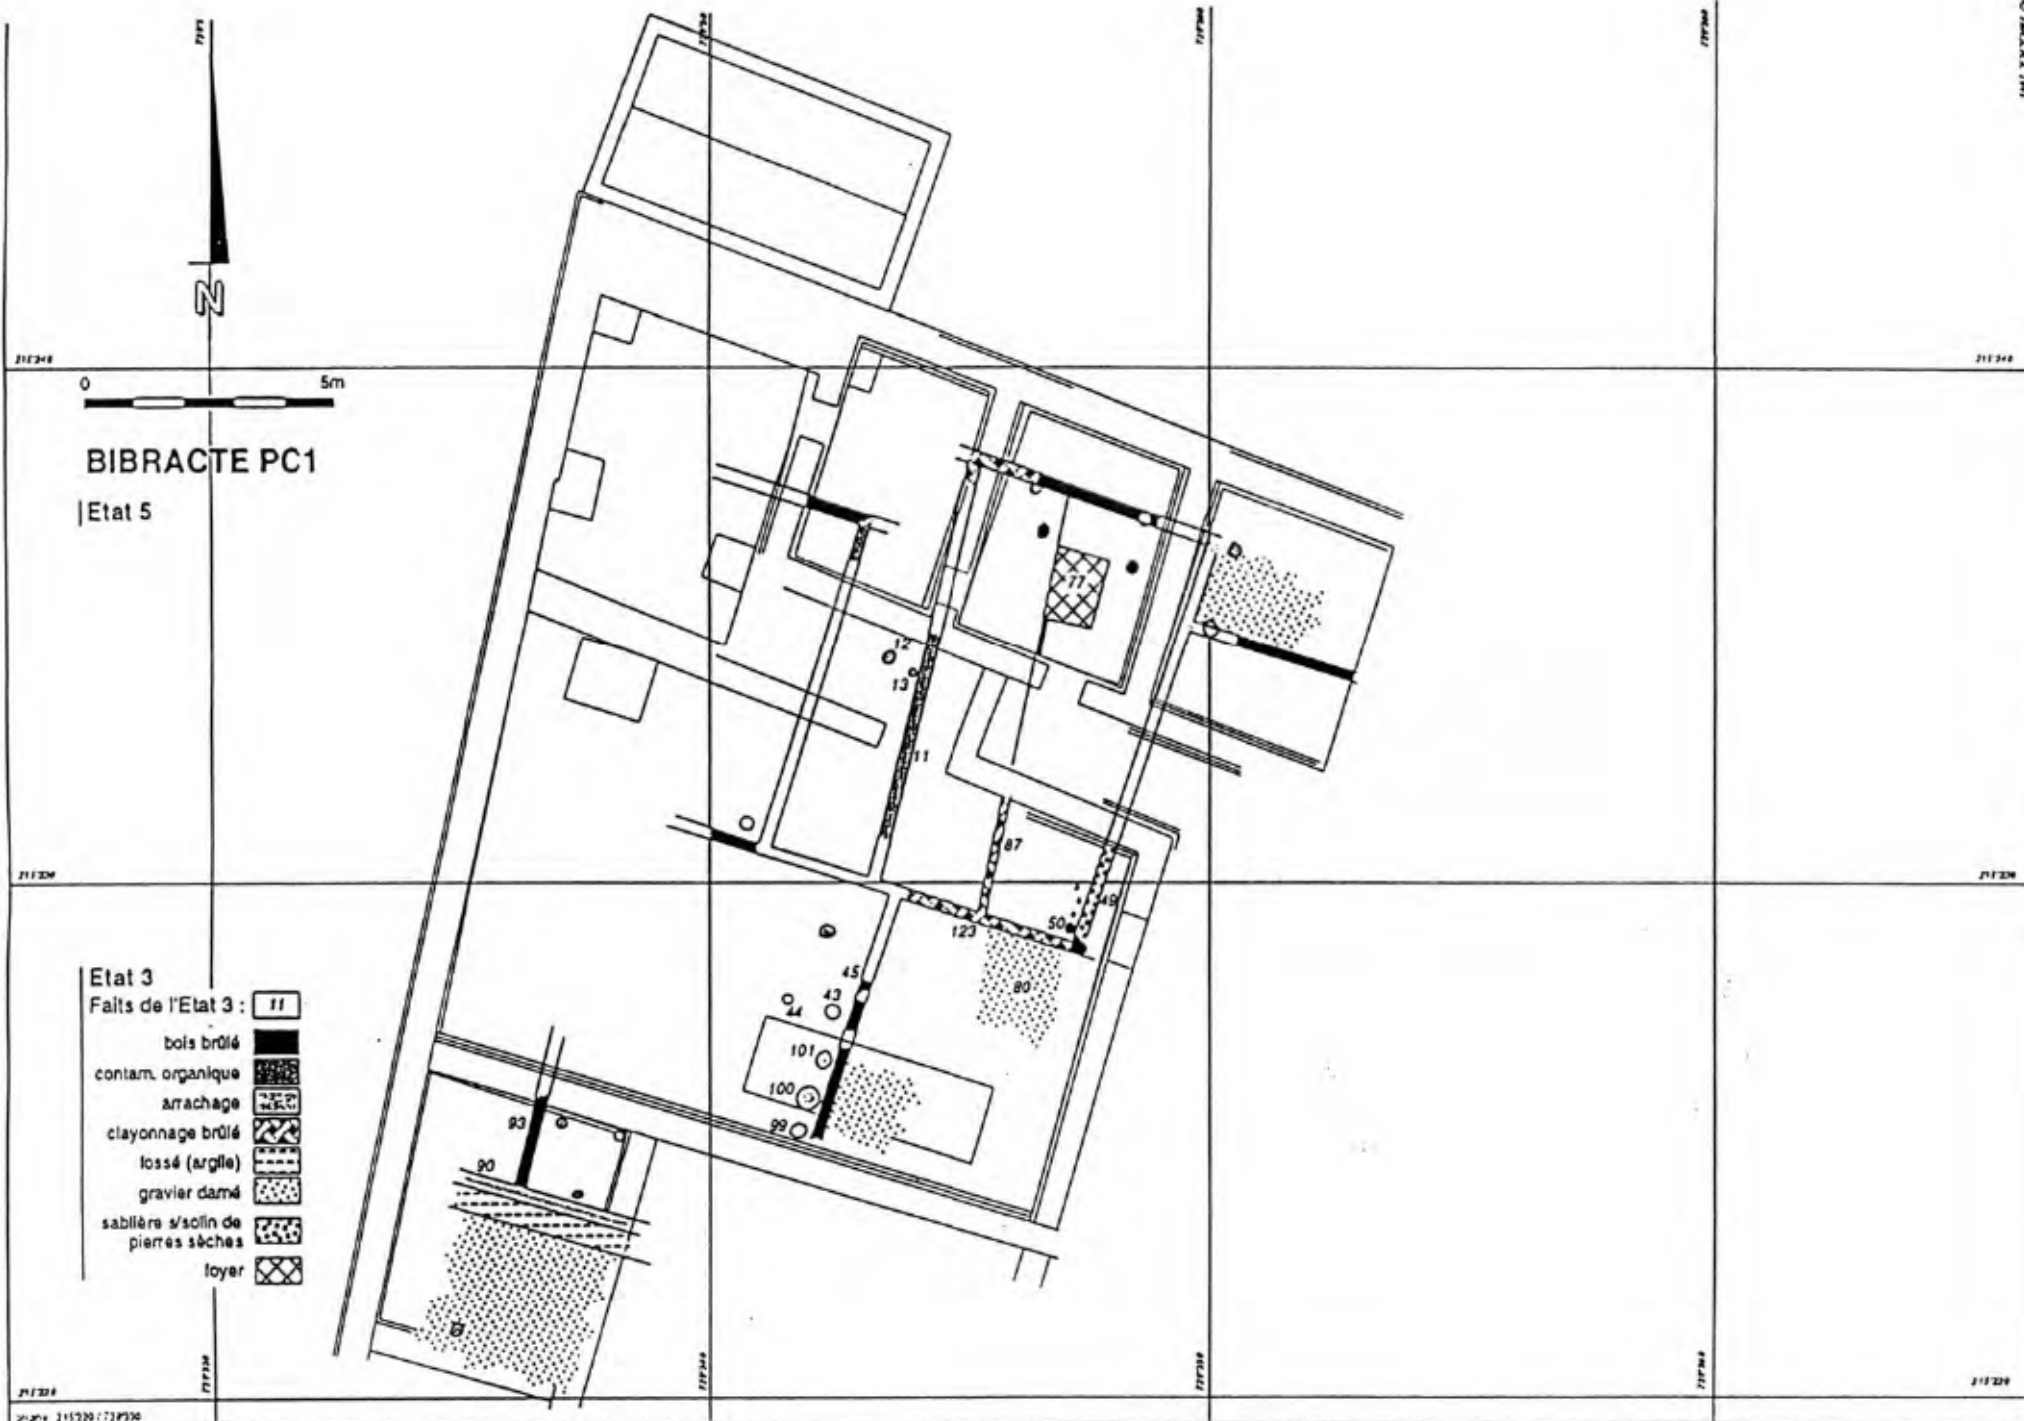 N
0 5m
BIBRACTE PC1
Etat 5
12
13
77
11
87
49
50
123
80
45
43
44
101
100
99
93
90
Etat 3
Faits de l'Etat 3 : 11
bois brûlé
contam. organique
arrachage
clayonnage brûlé
fossé (argile)
gravier damé
sablière s/solin de
pierres sèches
foyer